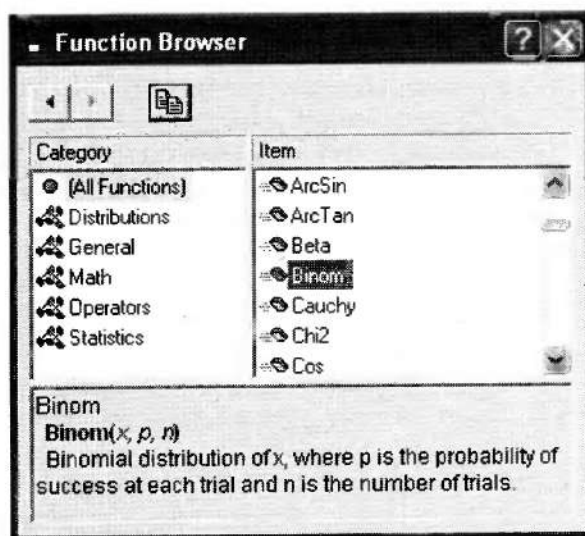 Function Browser
Category
Item
(All Functions)
Distributions
General
Math
Operators
Statistics
ArcSin
ArcTan
Beta
Binom
Cauchy
Chi2
Cos
Binom
Binom(x, p, n)
Binomial distribution of x, where p is the probability of
success at each trial and n is the number of trials.